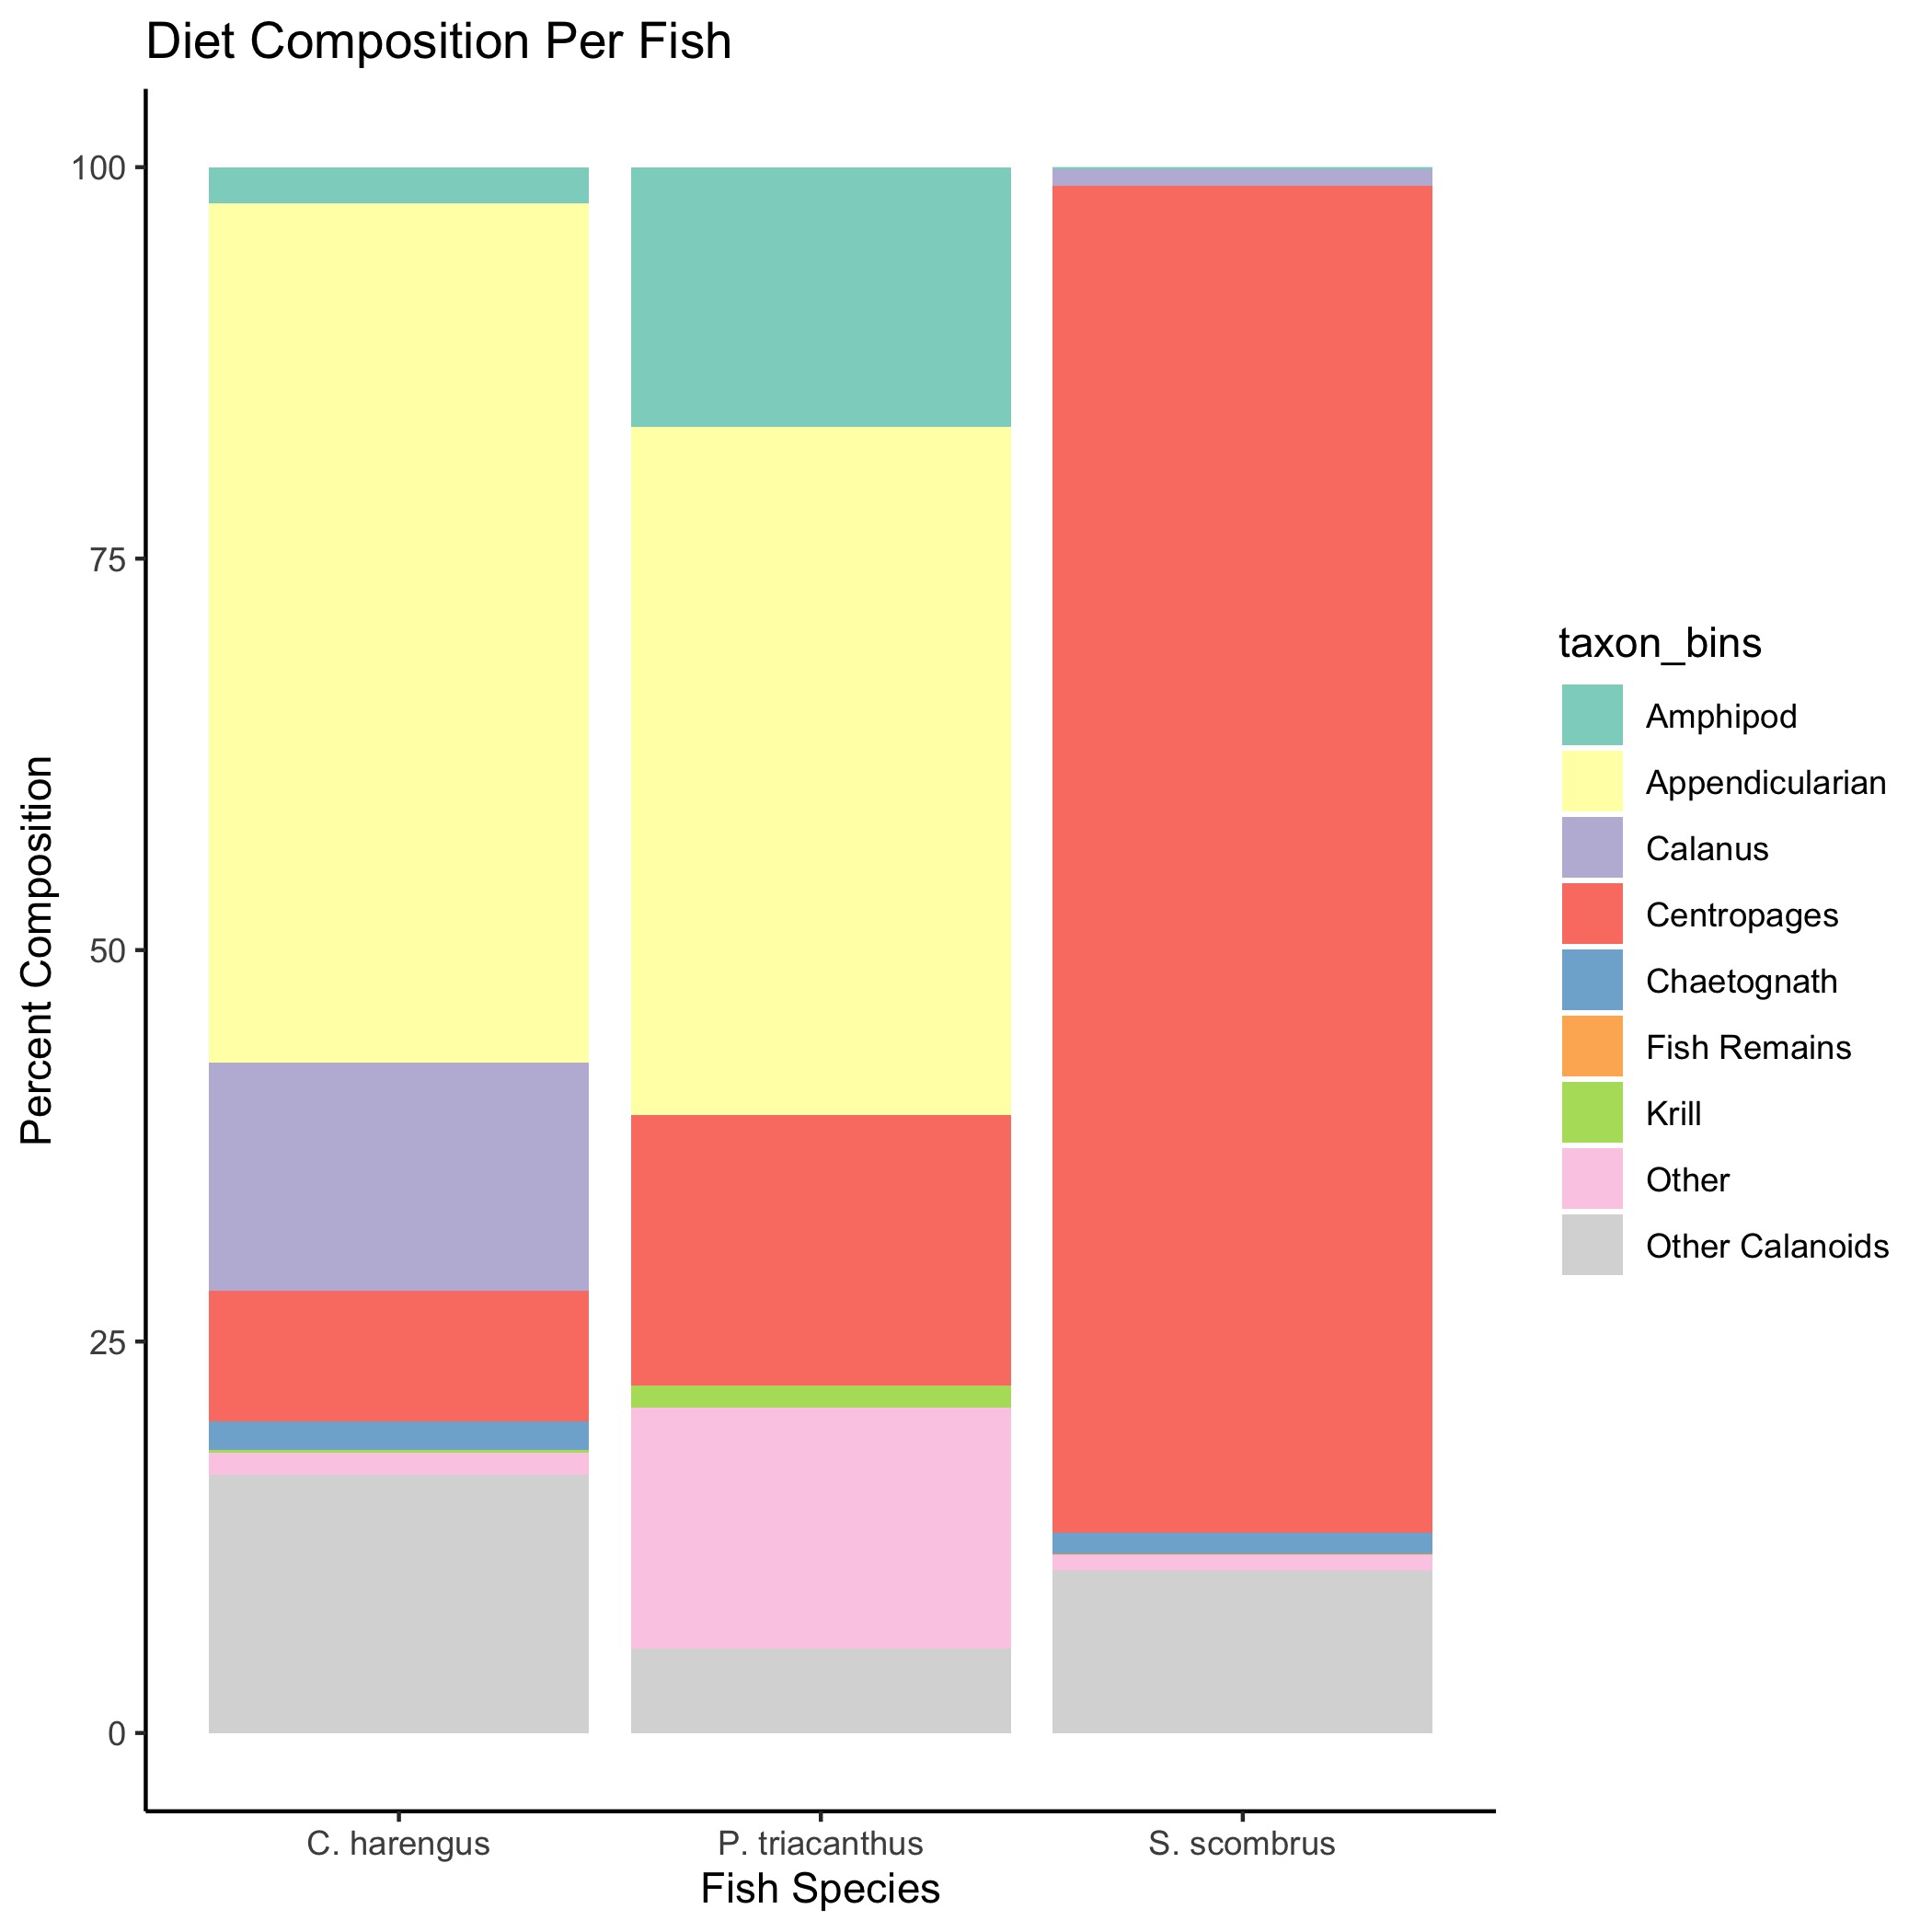 Diet Composition Per Fish
100
75
50
25
0
Percent Composition
C. harengus
P. triacanthus
S. scombrus
Fish Species
taxon_bins
Amphipod
Appendicularian
Calanus
Centropages
Chaetognath
Fish Remains
Krill
Other
Other Calanoids